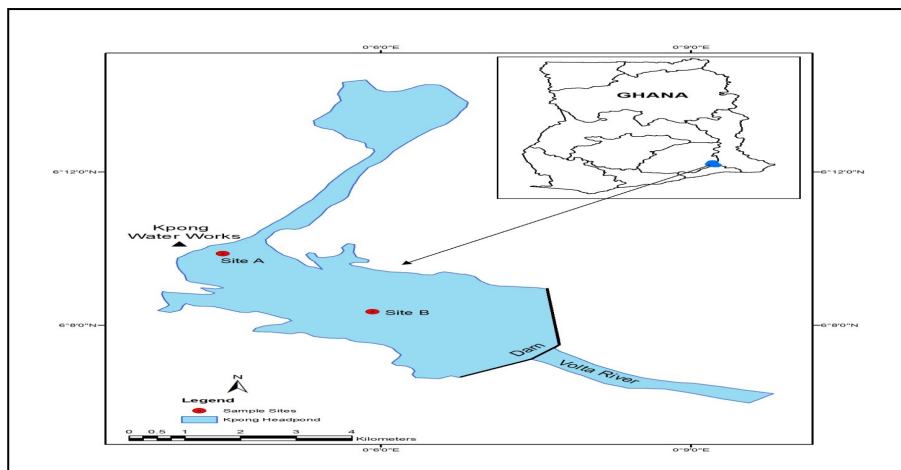 0°6'0"E
0°9'0"E
GHANA
6°12'0"N
6°12'0"N
Kpong
Water Works
Site A
Site B
6°8'0"N
6°8'0"N
Dam
Volta River
N
Legend
Sample Sites
Kpong Headpond
0 0.5 1 2 3 4
Kilometers
0°6'0"E
0°9'0"E